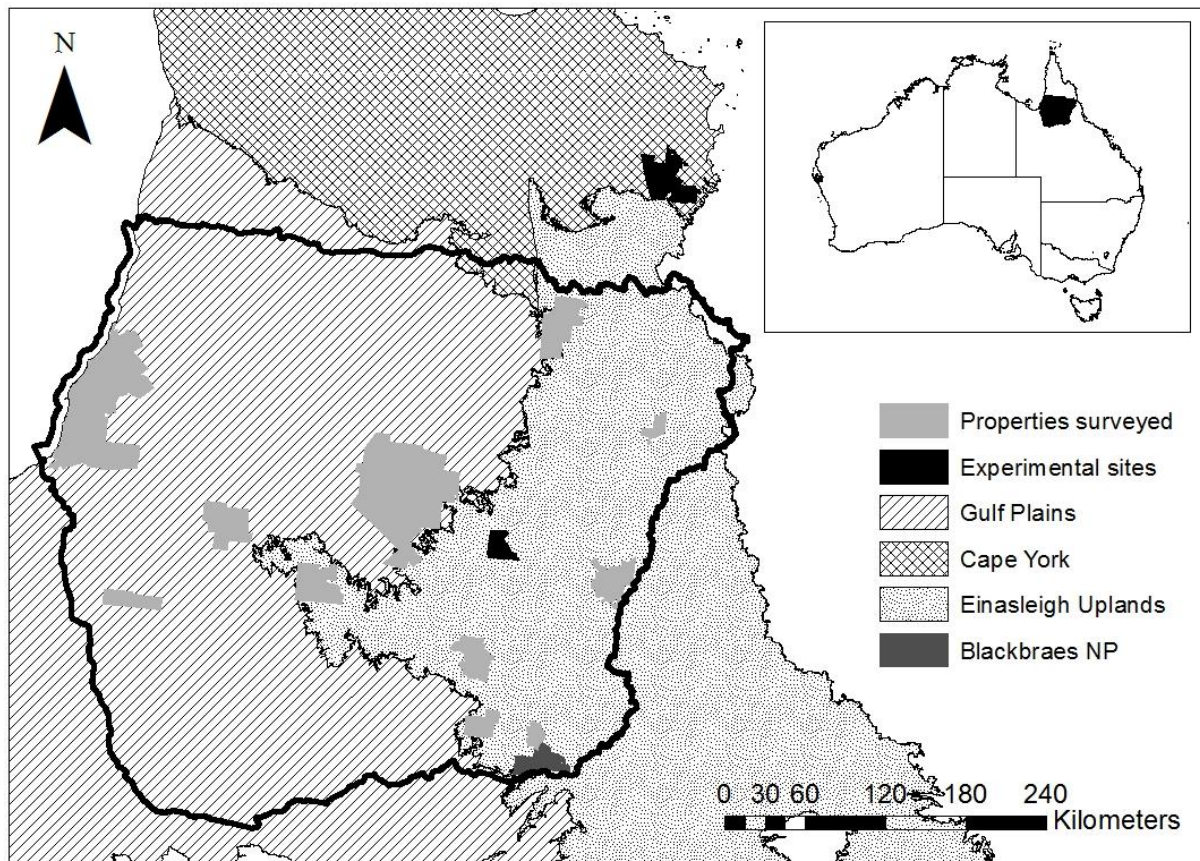 N
Properties surveyed
Experimental sites
Gulf Plains
Cape York
Einasleigh Uplands
Blackbraes NP
0 30 60 120 180 240
Kilometers